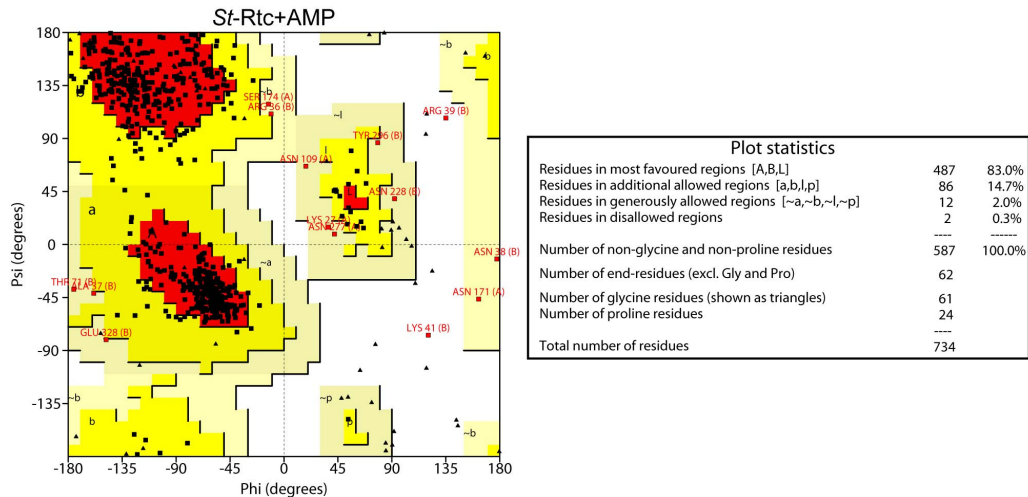 St-Rtc+AMP
180
135
90
45
0
-45
-90
-135
Psi (degrees)
-180 -135 -90 -45 0 45 90 135 180
Phi (degrees)
~b
b
SER 174 (A)
~b
ARG 36 (B)
ARG 39 (B)
~l
TYR 296 (B)
l
ASN 109 (A)
a
ASN 228 (B)
LYS 27
ASN 277 (A)
~a
ASN 38 (B)
THR 71 (B)
ALA 37 (B)
ASN 171 (A)
GLU 328 (B)
LYS 41 (B)
~b
~p
b
p
~b
Plot statistics
Residues in most favoured regions [A,B,L] 487 83.0%
Residues in additional allowed regions [a,b,l,p] 86 14.7%
Residues in generously allowed regions [~a,~b,~l,~p] 12 2.0%
Residues in disallowed regions 2 0.3%
---- ------
Number of non-glycine and non-proline residues 587 100.0%
Number of end-residues (excl. Gly and Pro) 62
Number of glycine residues (shown as triangles) 61
Number of proline residues 24
----
Total number of residues 734